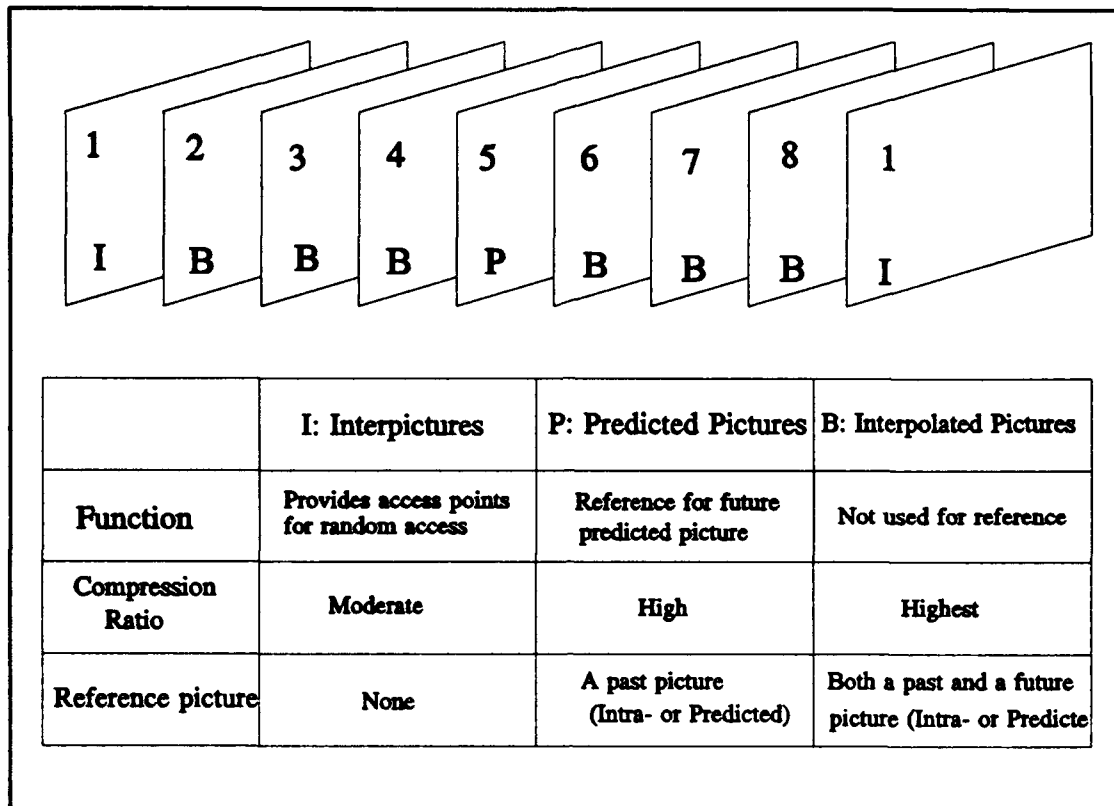 1 2 3 4 5 6 7 8 1
I B B B P B B B I
I: Interpictures P: Predicted Pictures B: Interpolated Pictures
Function
Provides access points
for random access
Reference for future
predicted picture
Not used for reference
Compression
Ratio
Moderate
High
Highest
Reference picture
None
A past picture
(Intra- or Predicted)
Both a past and a future
picture (Intra- or Predicte